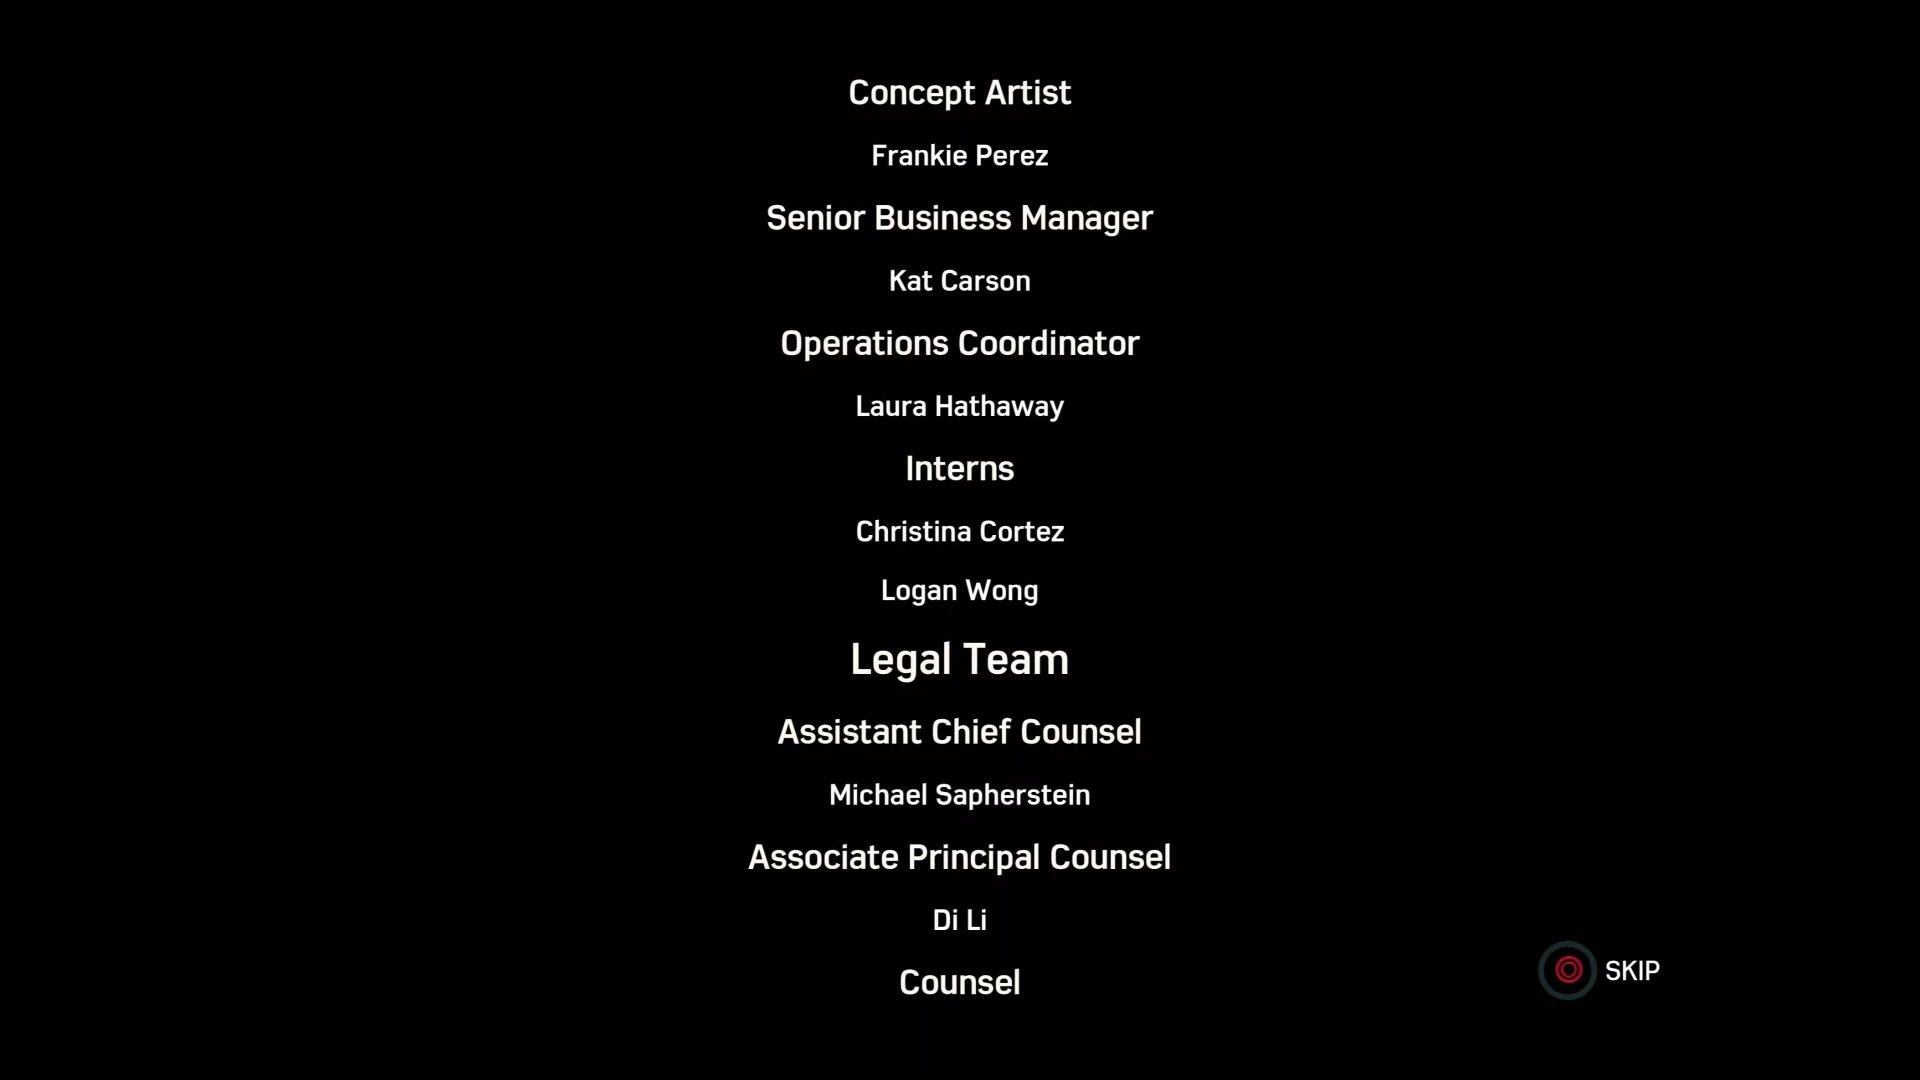 Concept Artist
Frankie Perez
Senior Business Manager
Kat Carson
Operations Coordinator
Laura Hathaway
Interns
Christina Cortez
Logan Wong
Legal Team
Assistant Chief Counsel
Michael Sapherstein
Associate Principal Counsel
Di Li
Counsel
SKIP